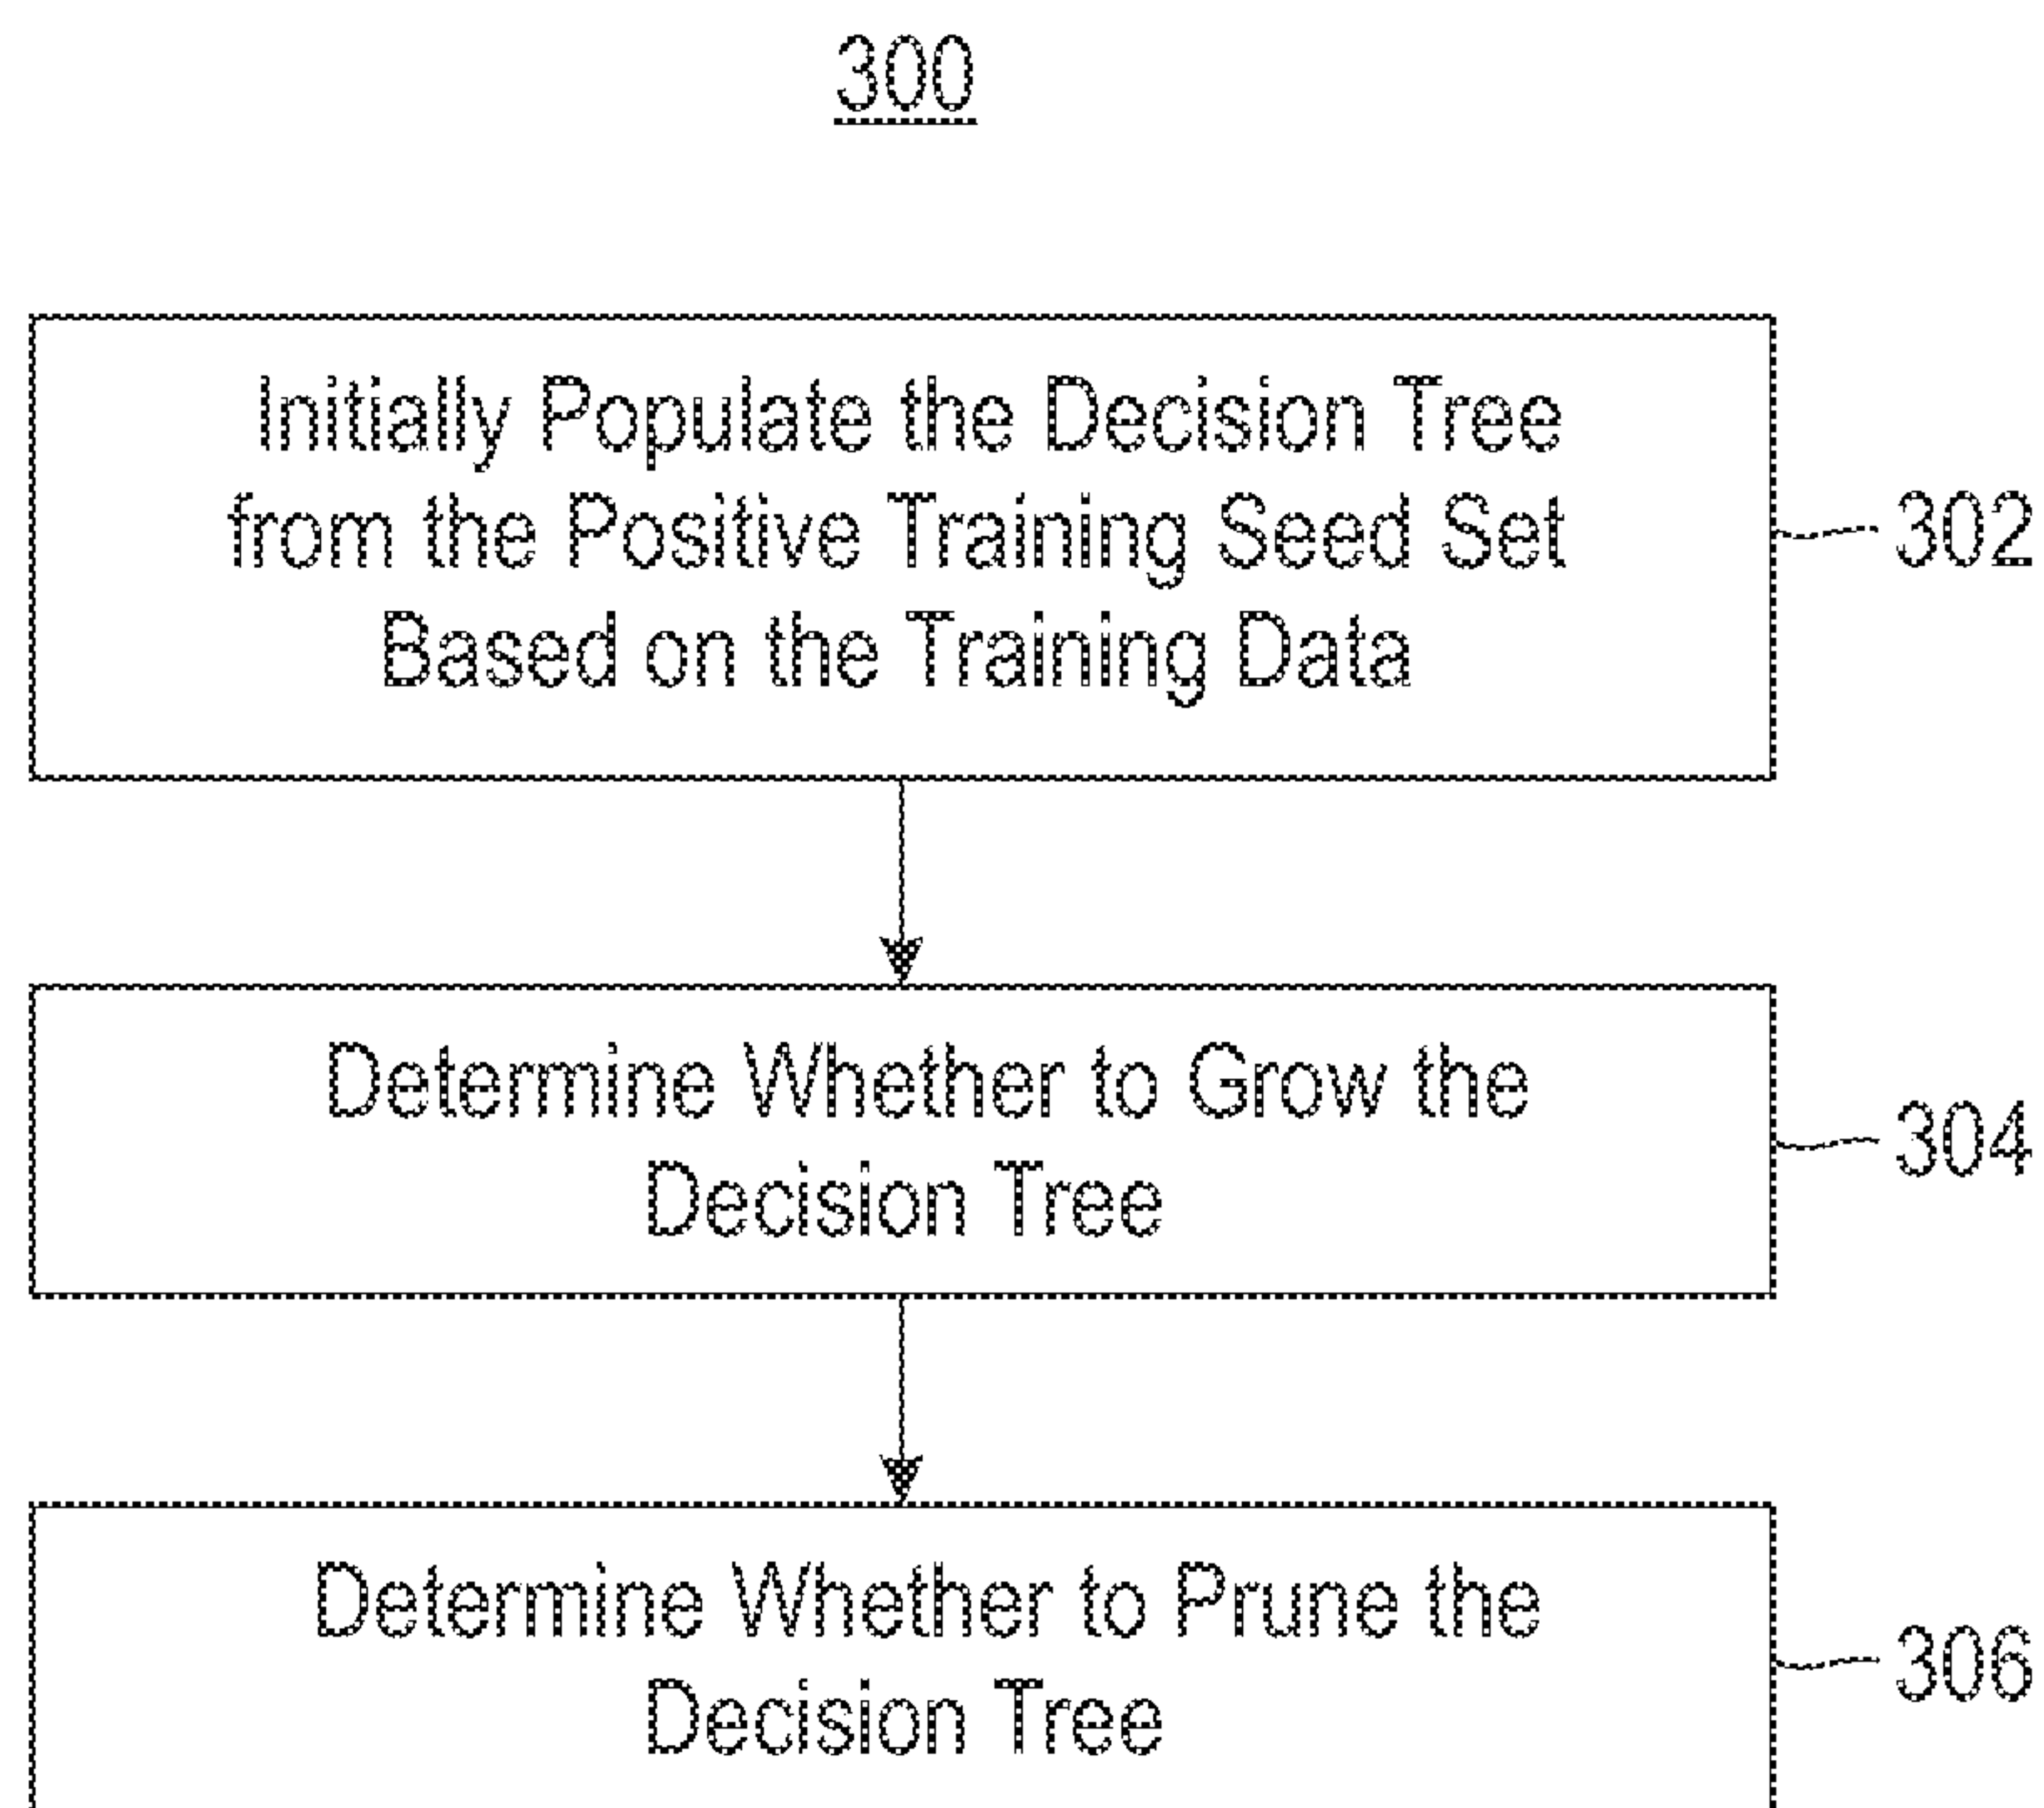 300
Initially Populate the Decision Tree
from the Positive Training Seed Set
Based on the Training Data
302
Determine Whether to Grow the
Decision Tree
304
Determine Whether to Prune the
Decision Tree
306